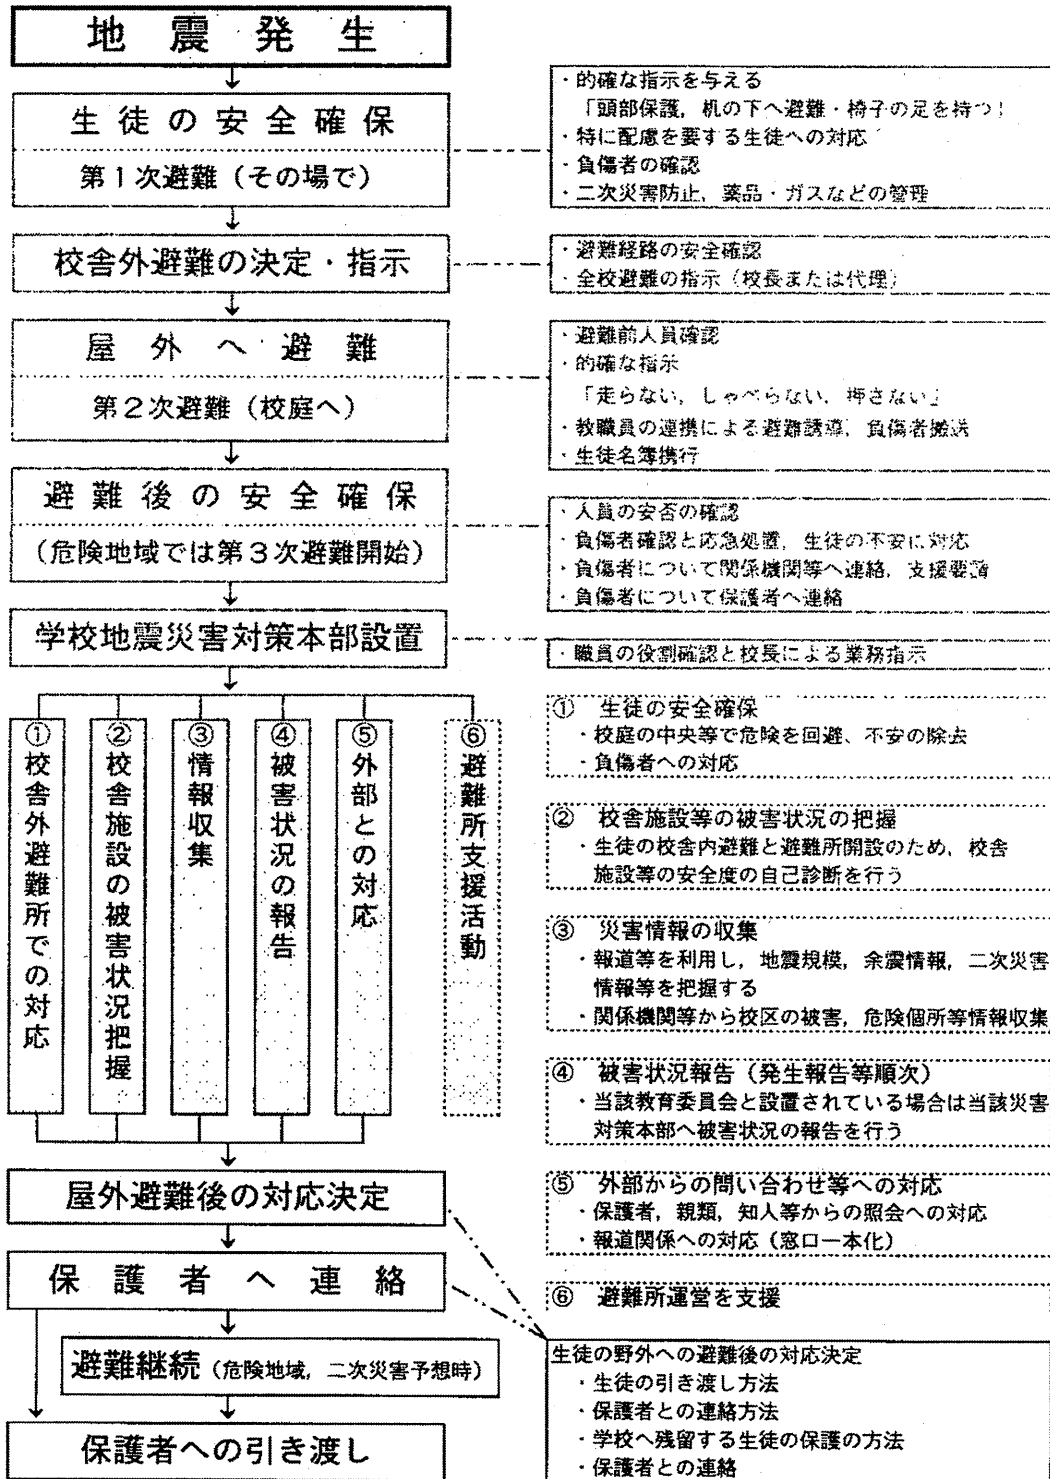 地震発生
生徒の安全確保
第1次避難（その場で）
・的確な指示を与える
「頭部保護，机の下へ避難・椅子の足を持つ」
・特に配慮を要する生徒への対応
・負傷者の確認
・二次災害防止，薬品・ガスなどの管理
校舎外避難の決定・指示
・避難経路の安全確認
・全校避難の指示（校長または代理）
屋外へ避難
第2次避難（校庭へ）
・避難前人員確認
・的確な指示
「走らない，しゃべらない，押さない」
・教職員の連携による避難誘導，負傷者搬送
・生徒名簿携行
避難後の安全確保
（危険地域では第3次避難開始）
・人員の安否の確認
・負傷者確認と応急処置，生徒の不安に対応
・負傷者について関係機関等へ連絡，支援要請
・負傷者について保護者へ連絡
学校地震災害対策本部設置
・職員の役割確認と校長による業務指示
①校舎外避難所での対応
②校舎施設の被害状況把握
③情報収集
④被害状況の報告
⑤外部との対応
⑥避難所支援活動
①　生徒の安全確保
・校庭の中央等で危険を回避、不安の除去
・負傷者への対応
②　校舎施設等の被害状況の把握
・生徒の校舎内避難と避難所開設のため，校舎
施設等の安全度の自己診断を行う
③　災害情報の収集
・報道等を利用し，地震規模，余震情報，二次災害
情報等を把握する
・関係機関等から校区の被害，危険個所等情報収集
④　被害状況報告（発生報告等順次）
・当該教育委員会と設置されている場合は当該災害
対策本部へ被害状況の報告を行う
⑤　外部からの問い合わせ等への対応
・保護者，親類，知人等からの照会への対応
・報道関係への対応（窓口一本化）
⑥　避難所運営を支援
屋外避難後の対応決定
保護者へ連絡
避難継続（危険地域，二次災害予想時）
保護者への引き渡し
生徒の野外への避難後の対応決定
・生徒の引き渡し方法
・保護者との連絡方法
・学校へ残留する生徒の保護の方法
・保護者との連絡